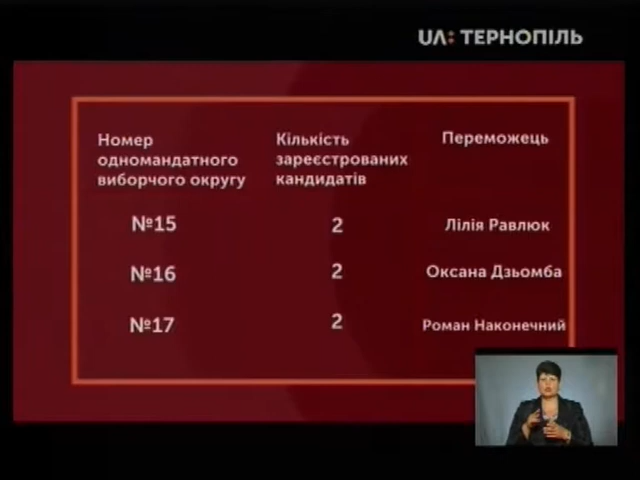 UA: ТЕРНОПІЛЬ
Номер одномандатного виборчого округу
Кількість зареєстрованих кандидатів
Переможець
№15 2 Лілія Равлюк
№16 2 Оксана Дзьомба
№17 2 Роман Наконечний